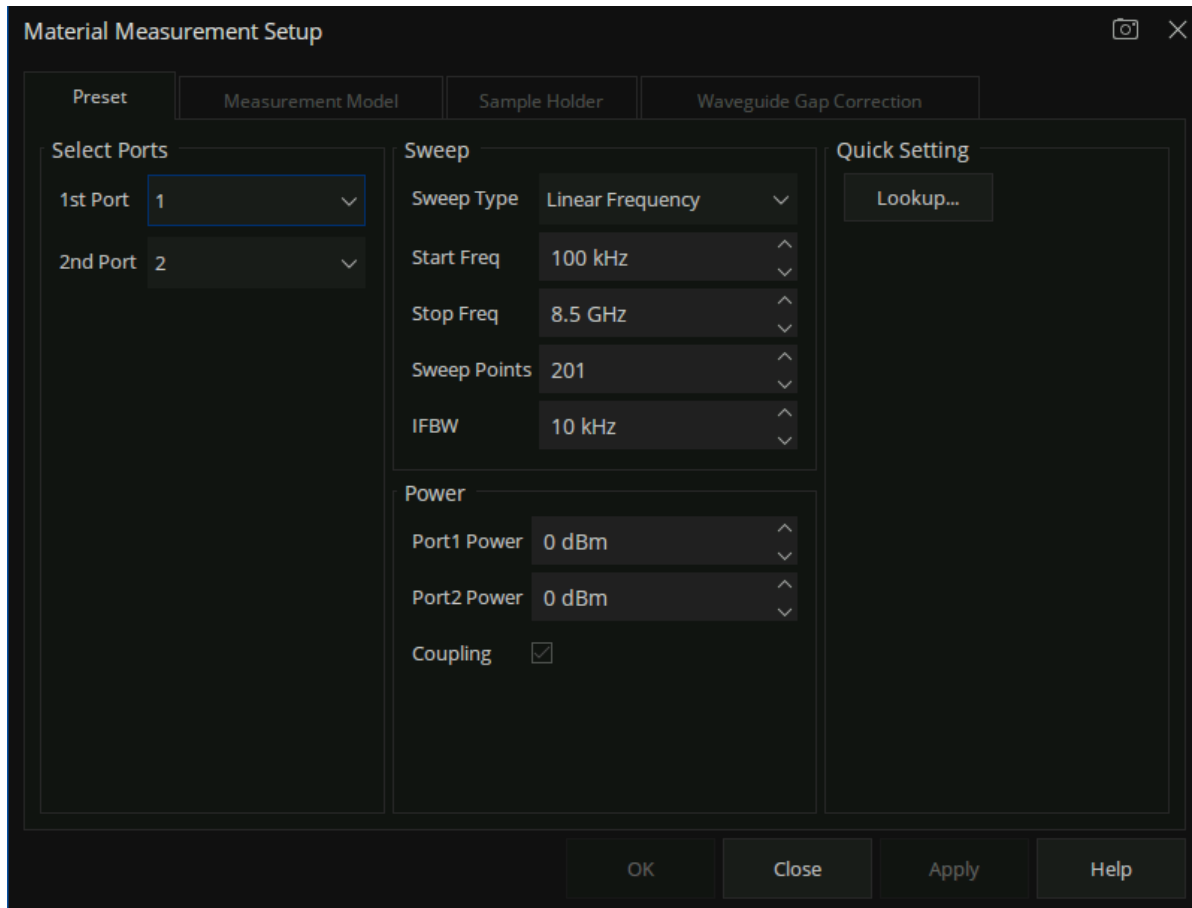 Material Measurement Setup
Preset
Measurement Model
Sample Holder
Waveguide Gap Correction
Select Ports
1st Port 1
2nd Port 2
Sweep
Sweep Type Linear Frequency
Start Freq 100 kHz
Stop Freq 8.5 GHz
Sweep Points 201
IFBW 10 kHz
Power
Port1 Power 0 dBm
Port2 Power 0 dBm
Coupling
Quick Setting
Lookup...
OK
Close
Apply
Help